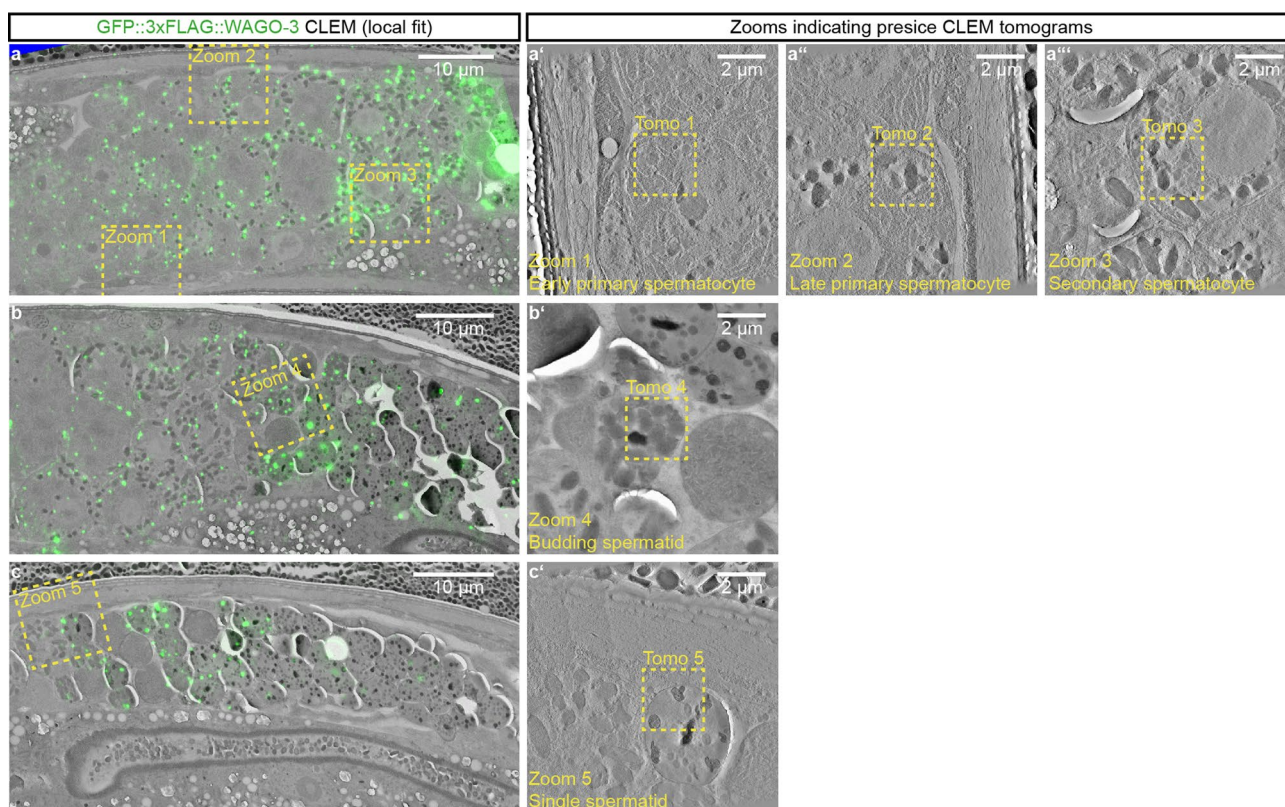 GFP::3xFLAG::WAGO-3 CLEM (local fit)
Zooms indicating presice CLEM tomograms
a
Zoom 2
10 µm
Zoom 3
Zoom 1
a'
2 µm
Tomo 1
Zoom 1
Early primary spermatocyte
a''
2 µm
Tomo 2
Zoom 2
Late primary spermatocyte
a'''
2 µm
Tomo 3
Zoom 3
Secondary spermatocyte
b
10 µm
Zoom 4
b'
2 µm
Tomo 4
Zoom 4
Budding spermatid
c
10 µm
Zoom 5
c'
2 µm
Tomo 5
Zoom 5
Single spermatid